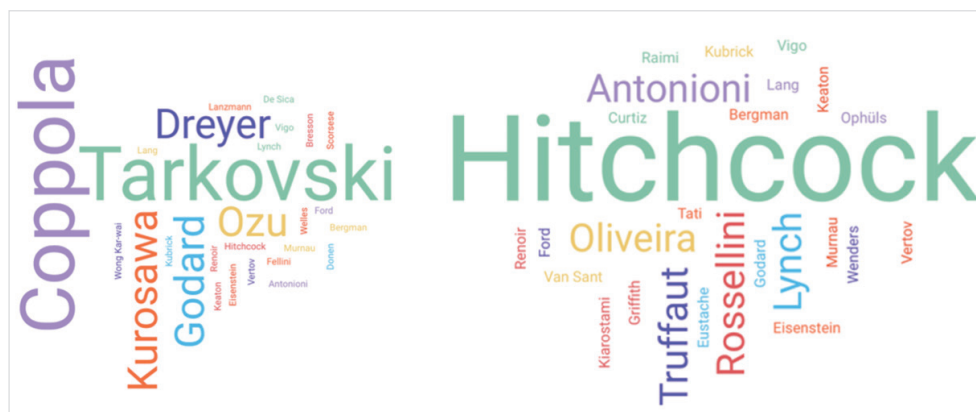 Coppola
De Sica
Lanzmann
Dreyer
Vigo
Bresson
Scorsese
Lynch
Lang
Tarkovski
Wong Kar-wai
Kurosawa
Kubrick
Godard
Ozu
Welles
Ford
Bergman
Renoir
Hitchcock
Murnau
Donen
Keaton
Eisenstein
Vertov
Fellini
Antonioni
Raimi
Kubrick
Vigo
Antonioni
Lang
Keaton
Curtiz
Bergman
Ophüls
Hitchcock
Renoir
Ford
Oliveira
Tati
Rossellini
Godard
Lynch
Murnau
Wenders
Vertov
Van Sant
Kiarostami
Griffith
Truffaut
Eustache
Eisenstein